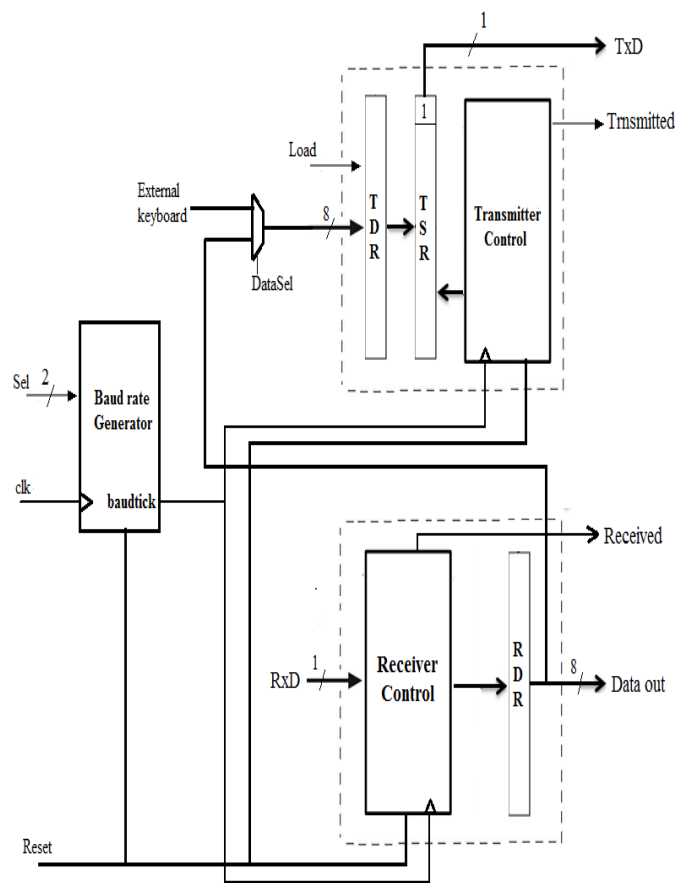 1
TxD
1
Trnsmitted
Load
External
keyboard
8
T
D
R
T
S
R
Transmitter
Control
DataSel
Sel
2
Baud rate
Generator
clk
baudtick
Received
RxD
1
Receiver
Control
R
D
R
8
Data out
Reset